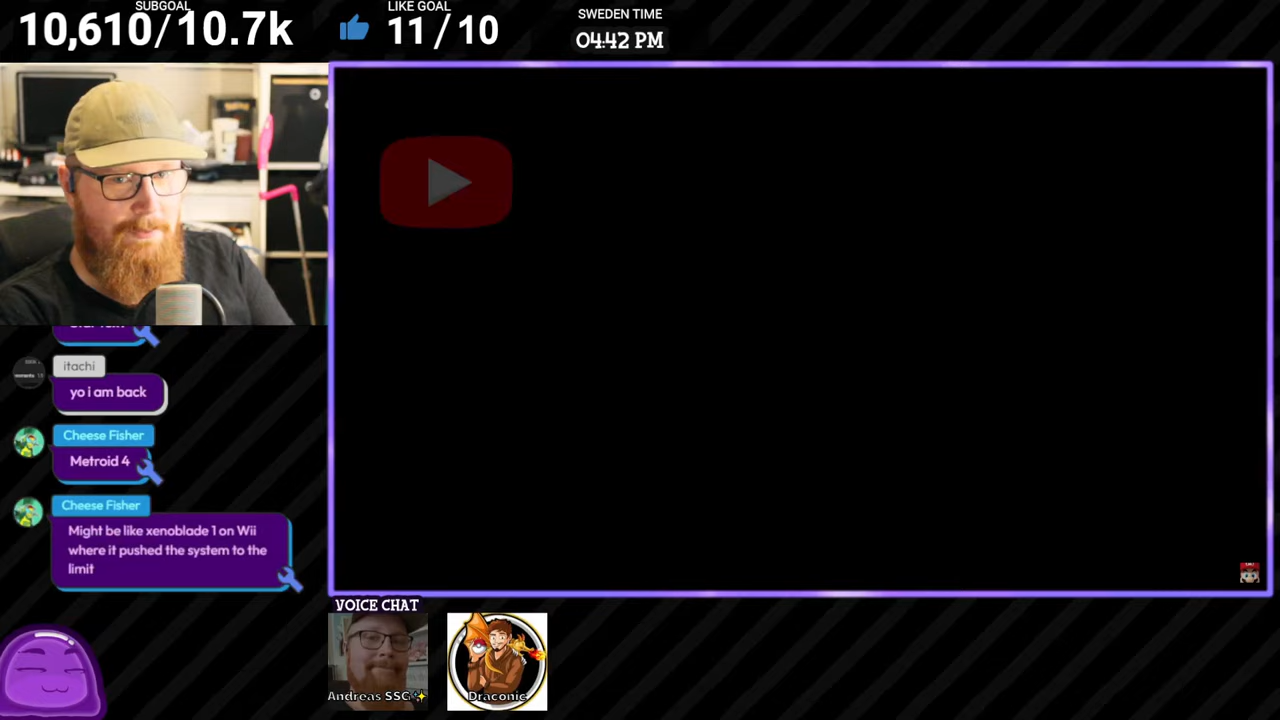 SUBGOAL
10,610/10.7k
LIKE GOAL
11/10
SWEDEN TIME
04:42 PM
itachi
yo i am back
Cheese Fisher
Metroid 4
Cheese Fisher
Might be like xenoblade 1 on Wii
where it pushed the system to the
limit
VOICE CHAT
Andreas SSG
Draconic